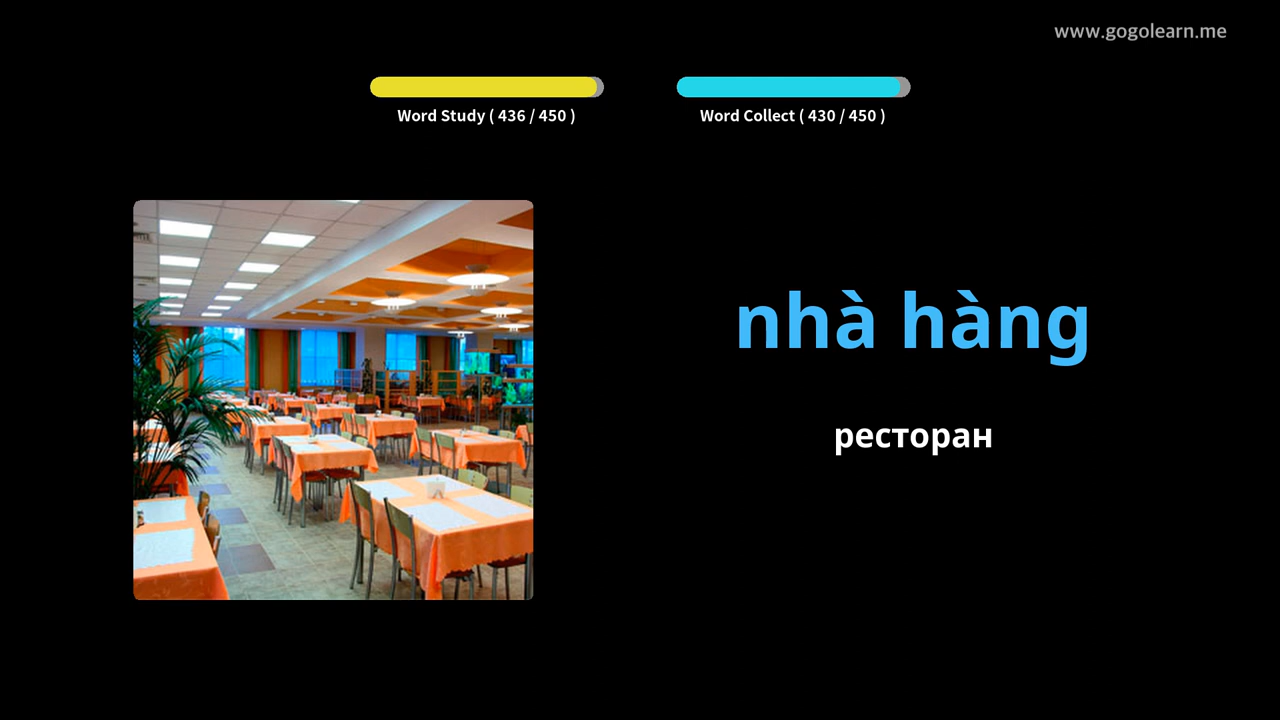 www.gogolearn.me
Word Study ( 436 / 450 )
Word Collect ( 430 / 450 )
nhà hàng
ресторан